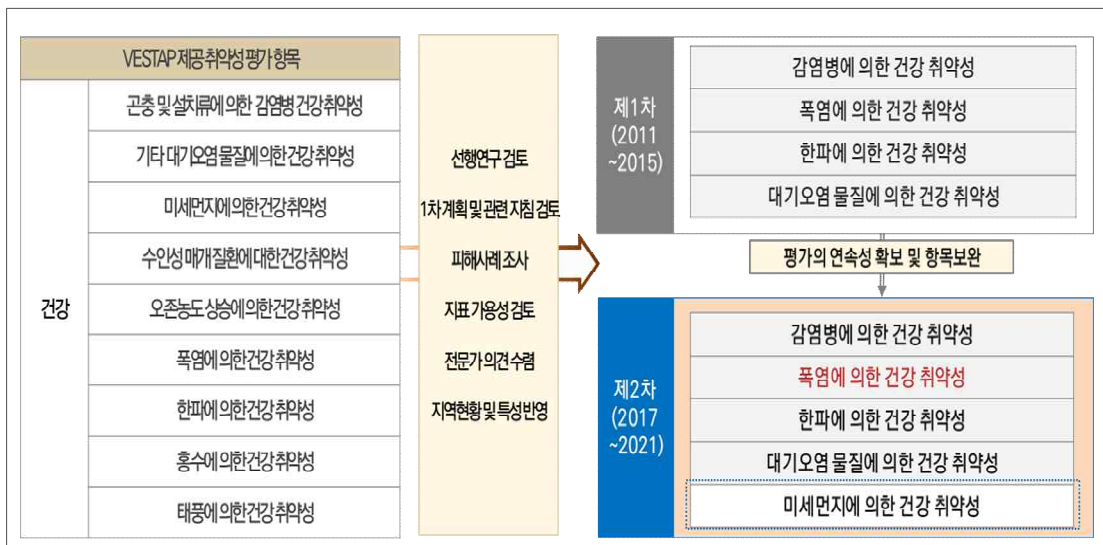 VESTAP 제공 취약성 평가 항목
건강
곤충 및 설치류에 의한 감염병 건강 취약성
기타 대기오염 물질에 의한 건강 취약성
미세먼지에 의한 건강 취약성
수인성 매개 질환에 대한 건강 취약성
오존농도 상승에 의한 건강 취약성
폭염에 의한 건강 취약성
한파에 의한 건강 취약성
홍수에 의한 건강 취약성
태풍에 의한 건강 취약성
선행연구 검토
1차 계획 및 관련 지침 검토
피해사례 조사
지표 가용성 검토
전문가 의견 수렴
지역현황 및 특성 반영
제1차
(2011
~2015)
감염병에 의한 건강 취약성
폭염에 의한 건강 취약성
한파에 의한 건강 취약성
대기오염 물질에 의한 건강 취약성
평가의 연속성 확보 및 항목보완
제2차
(2017
~2021)
감염병에 의한 건강 취약성
폭염에 의한 건강 취약성
한파에 의한 건강 취약성
대기오염 물질에 의한 건강 취약성
미세먼지에 의한 건강 취약성